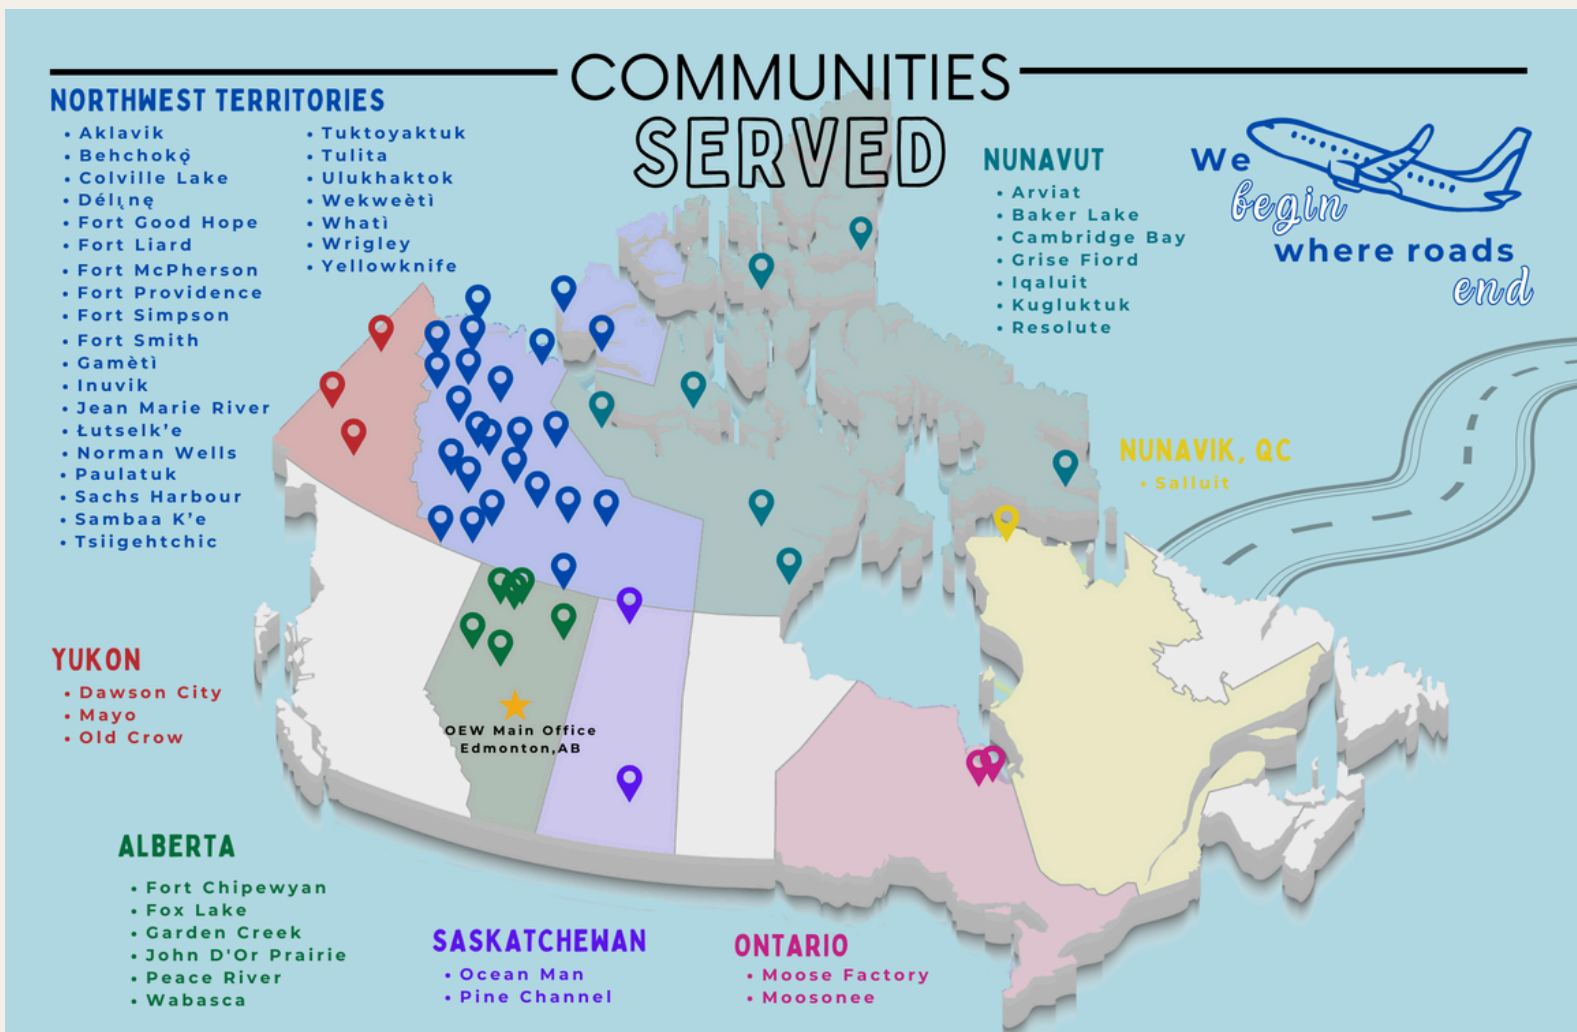 COMMUNITIES
SERVED
NORTHWEST TERRITORIES
• Aklavik
• Behchokǫ̀
• Colville Lake
• Délı̨nę
• Fort Good Hope
• Fort Liard
• Fort McPherson
• Fort Providence
• Fort Simpson
• Fort Smith
• Gamètì
• Inuvik
• Jean Marie River
• Łutselk'e
• Norman Wells
• Paulatuk
• Sachs Harbour
• Sambaa K'e
• Tsiigehtchic
• Tuktoyaktuk
• Tulita
• Ulukhaktok
• Wekweètì
• Whatì
• Wrigley
• Yellowknife
NUNAVUT
• Arviat
• Baker Lake
• Cambridge Bay
• Grise Fiord
• Iqaluit
• Kugluktuk
• Resolute
We
begin
where roads
end
NUNAVIK, QC
• Salluit
YUKON
• Dawson City
• Mayo
• Old Crow
OEW Main Office
Edmonton,AB
ALBERTA
• Fort Chipewyan
• Fox Lake
• Garden Creek
• John D'Or Prairie
• Peace River
• Wabasca
SASKATCHEWAN
• Ocean Man
• Pine Channel
ONTARIO
• Moose Factory
• Moosonee